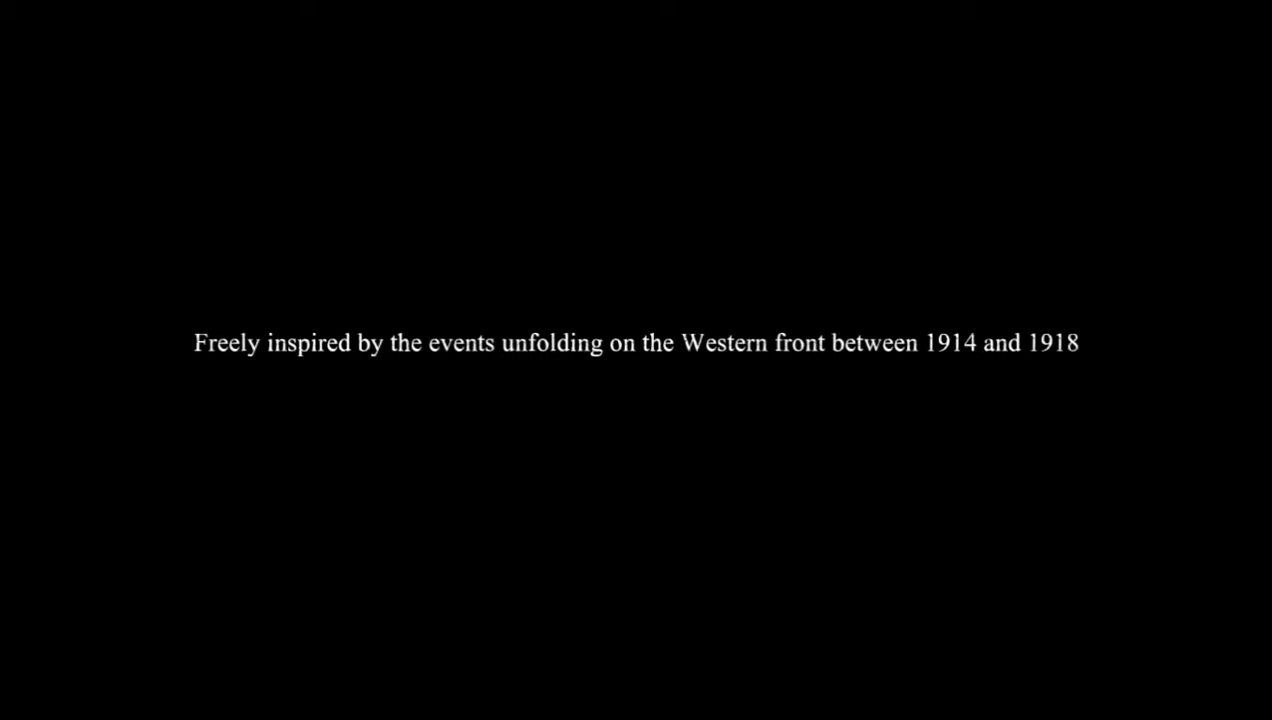 Freely inspired by the events unfolding on the Western front between 1914 and 1918